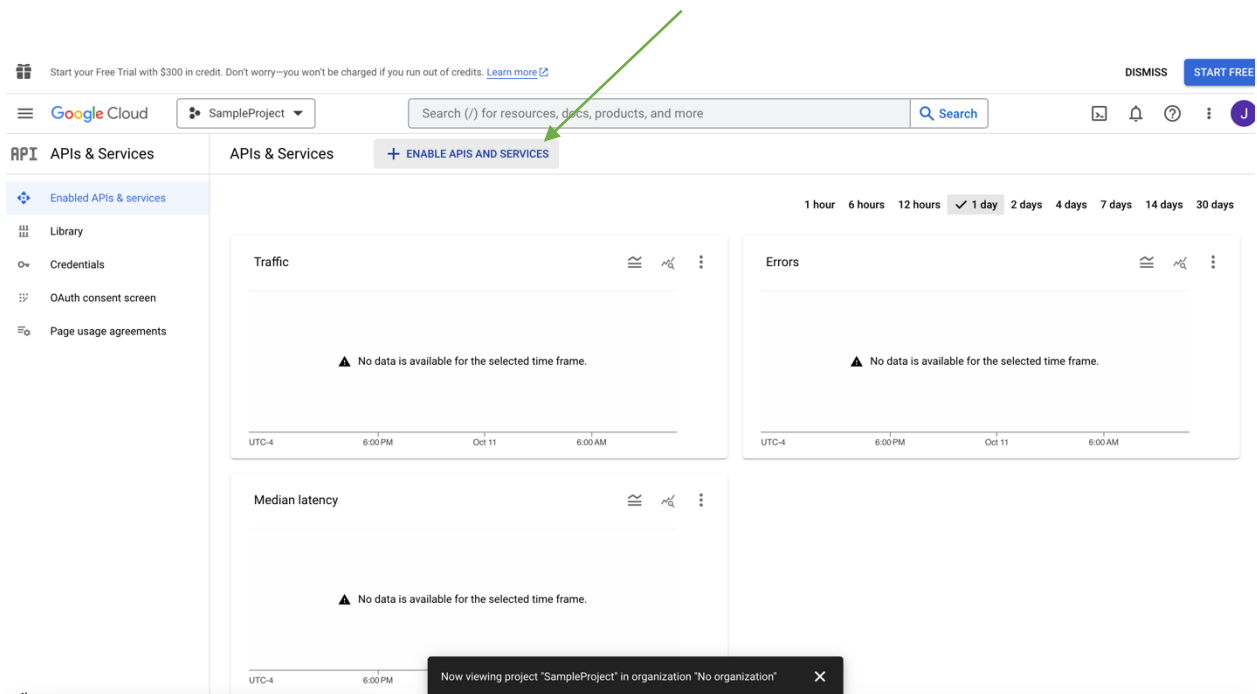 Start your Free Trial with $300 in credit. Don't worry—you won't be charged if you run out of credits. Learn more
DISMISS
START FREE
Google Cloud
SampleProject
Search (/) for resources, docs, products, and more
Search
J
API APIs & Services
APIs & Services
+ ENABLE APIS AND SERVICES
Enabled APIs & services
Library
Credentials
OAuth consent screen
Page usage agreements
1 hour 6 hours 12 hours 1 day 2 days 4 days 7 days 14 days 30 days
Traffic
No data is available for the selected time frame.
UTC-4 6:00 PM Oct 11 6:00 AM
Errors
No data is available for the selected time frame.
UTC-4 6:00 PM Oct 11 6:00 AM
Median latency
No data is available for the selected time frame.
UTC-4 6:00 PM
Now viewing project "SampleProject" in organization "No organization"